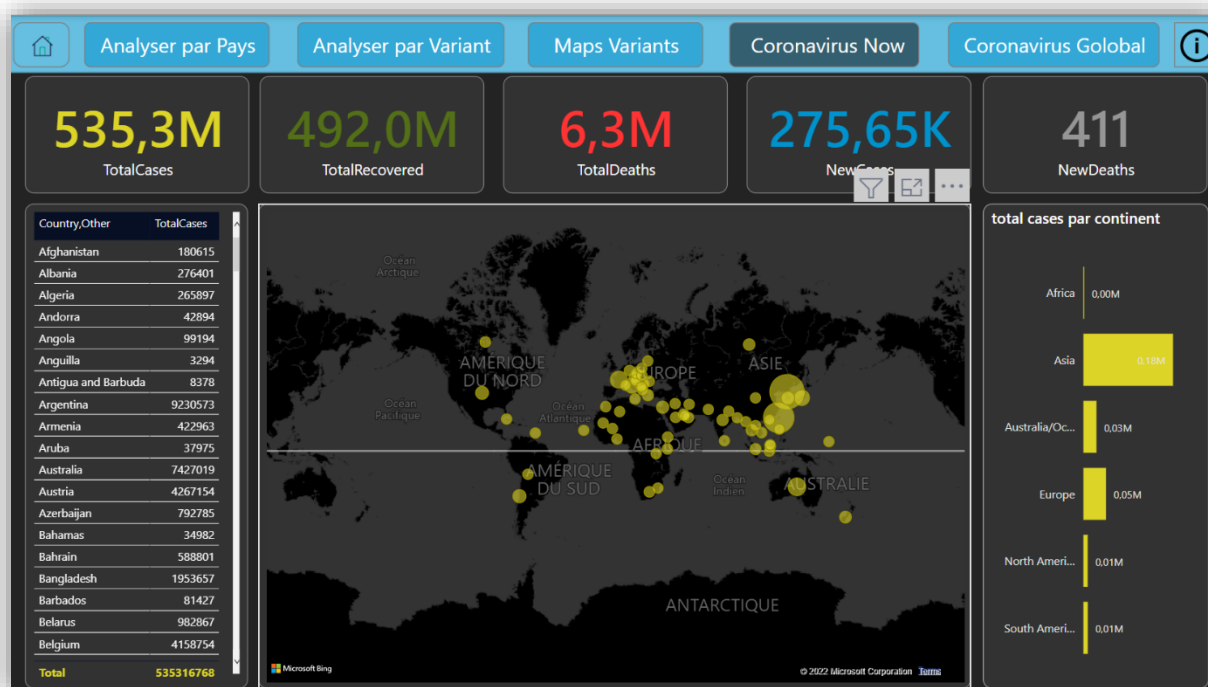 Analyser par Pays
Analyser par Variant
Maps Variants
Coronavirus Now
Coronavirus Golobal
535,3M
TotalCases
492,0M
TotalRecovered
6,3M
TotalDeaths
275,65K
NewCases
411
NewDeaths
Country,Other TotalCases
Afghanistan 180615
Albania 276401
Algeria 265897
Andorra 42894
Angola 99194
Anguilla 3294
Antigua and Barbuda 8378
Argentina 9230573
Armenia 422963
Aruba 37975
Australia 7427019
Austria 4267154
Azerbaijan 792785
Bahamas 34982
Bahrain 588801
Bangladesh 1953657
Barbados 81427
Belarus 982867
Belgium 4158754
Total 535316768
Océan
Arctique
AMÉRIQUE
DU NORD
EUROPE
ASIE
Océan
Pacifique
Océan
Atlantique
AFRIQUE
AMÉRIQUE
DU SUD
Océan
Indien
AUSTRALIE
ANTARCTIQUE
Microsoft Bing
© 2022 Microsoft Corporation Terms
total cases par continent
Africa 0,00M
Asia 0,18M
Australia/Oc... 0,03M
Europe 0,05M
North Ameri... 0,01M
South Ameri... 0,01M